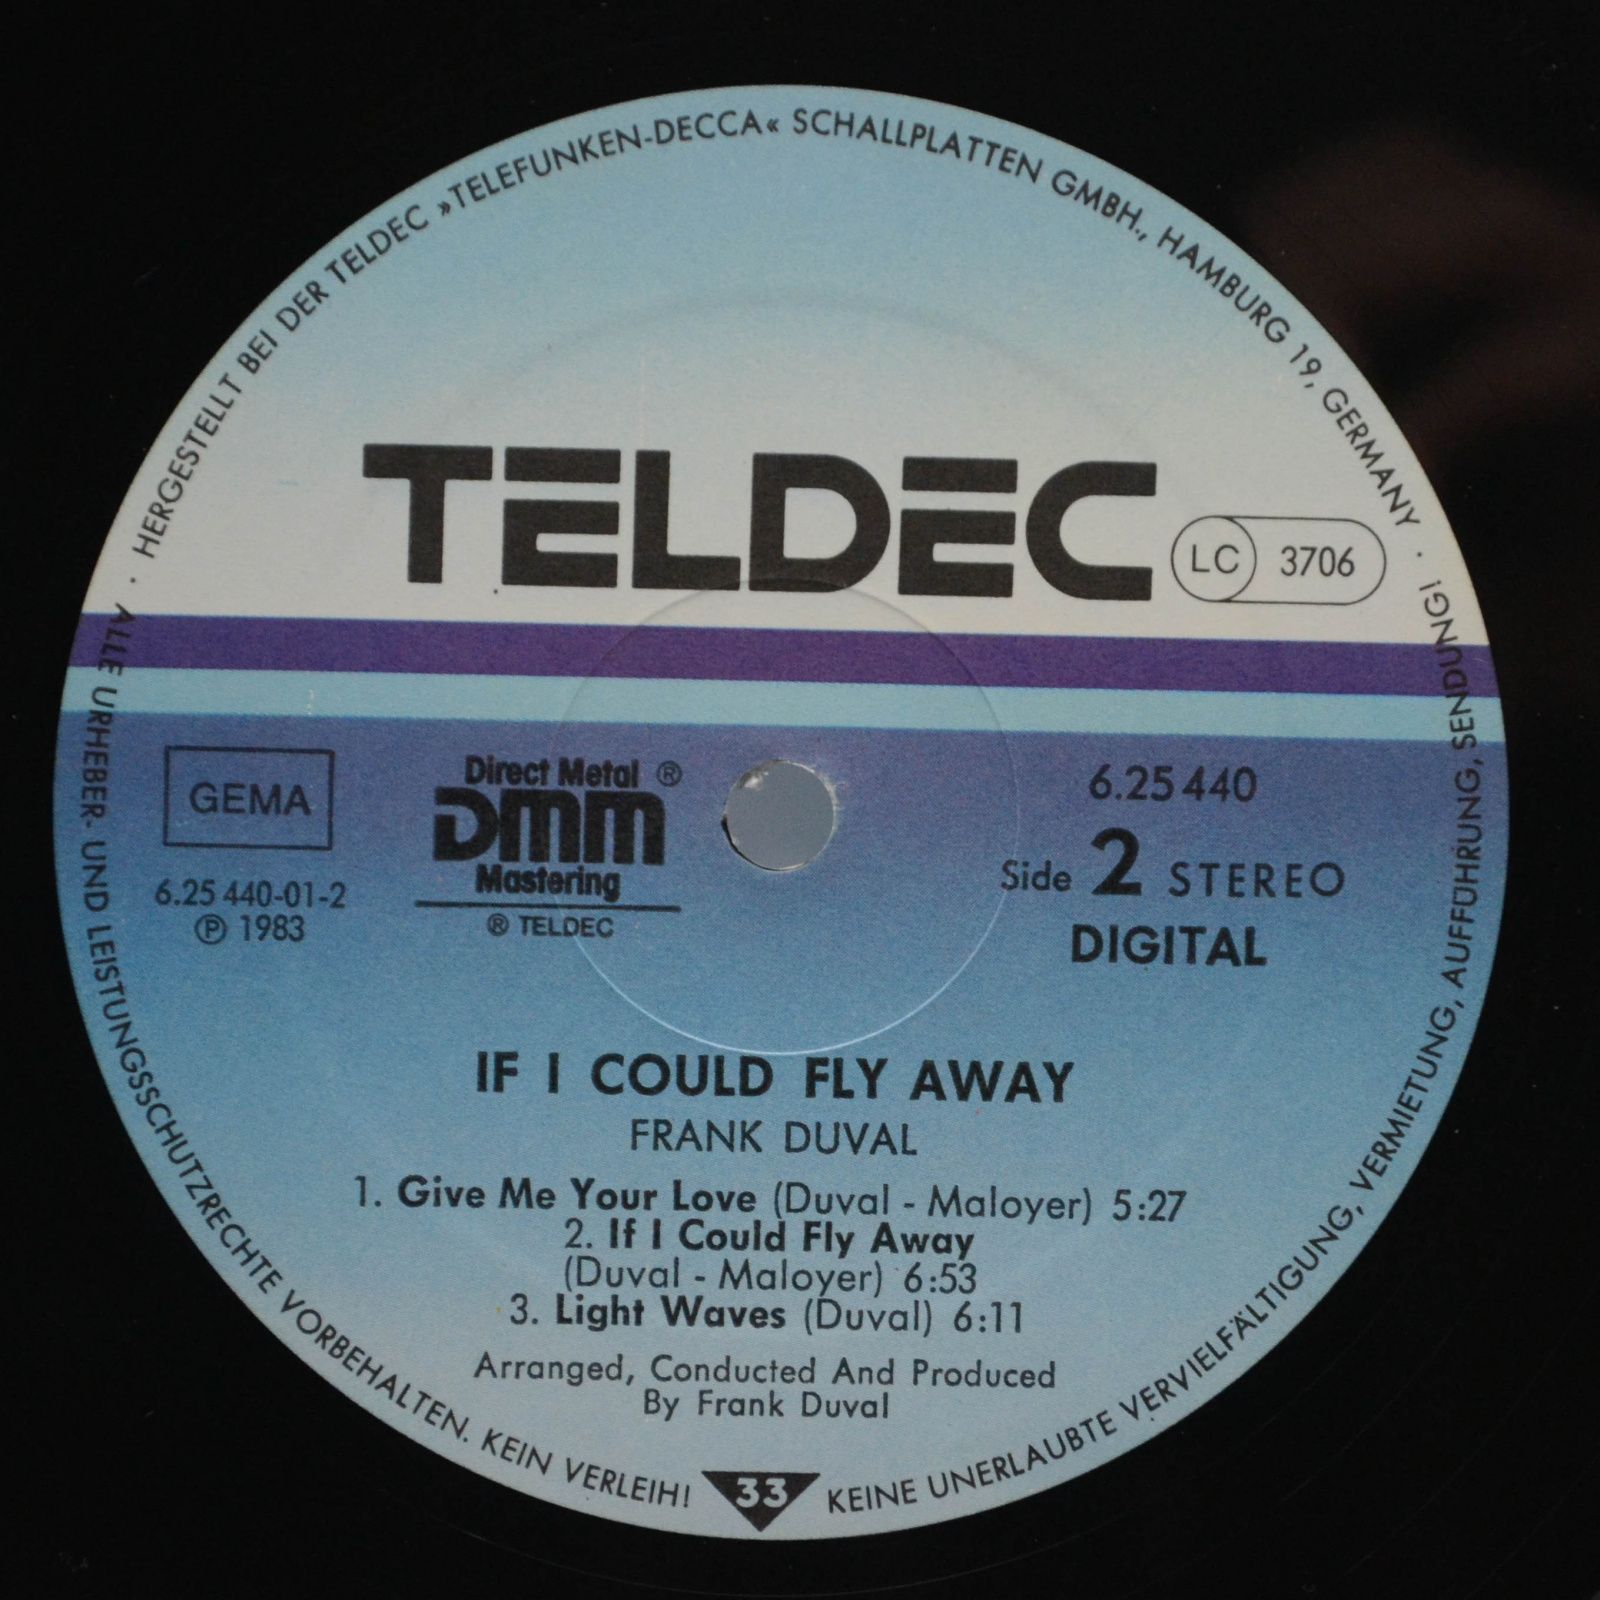 HERGESTELLT BEI DER TELDEC »TELEFUNKEN-DECCA« SCHALLPLATTEN GMBH., HAMBURG 19, GERMANY ·
TELDEC
LC 3706
GEMA
6.25 440-01-2
℗ 1983
Direct Metal ®
DMM
Mastering
® TELDEC
6.25 440
Side 2 STEREO
DIGITAL
IF I COULD FLY AWAY
FRANK DUVAL
1. Give Me Your Love (Duval - Maloyer) 5:27
2. If I Could Fly Away
(Duval - Maloyer) 6:53
3. Light Waves (Duval) 6:11
Arranged, Conducted And Produced
By Frank Duval
· ALLE URHEBER- UND LEISTUNGSSCHUTZRECHTE VORBEHALTEN. KEIN VERLEIH!
33
KEINE UNERLAUBTE VERVIELFÄLTIGUNG, VERMIETUNG, AUFFÜHRUNG, SENDUNG!